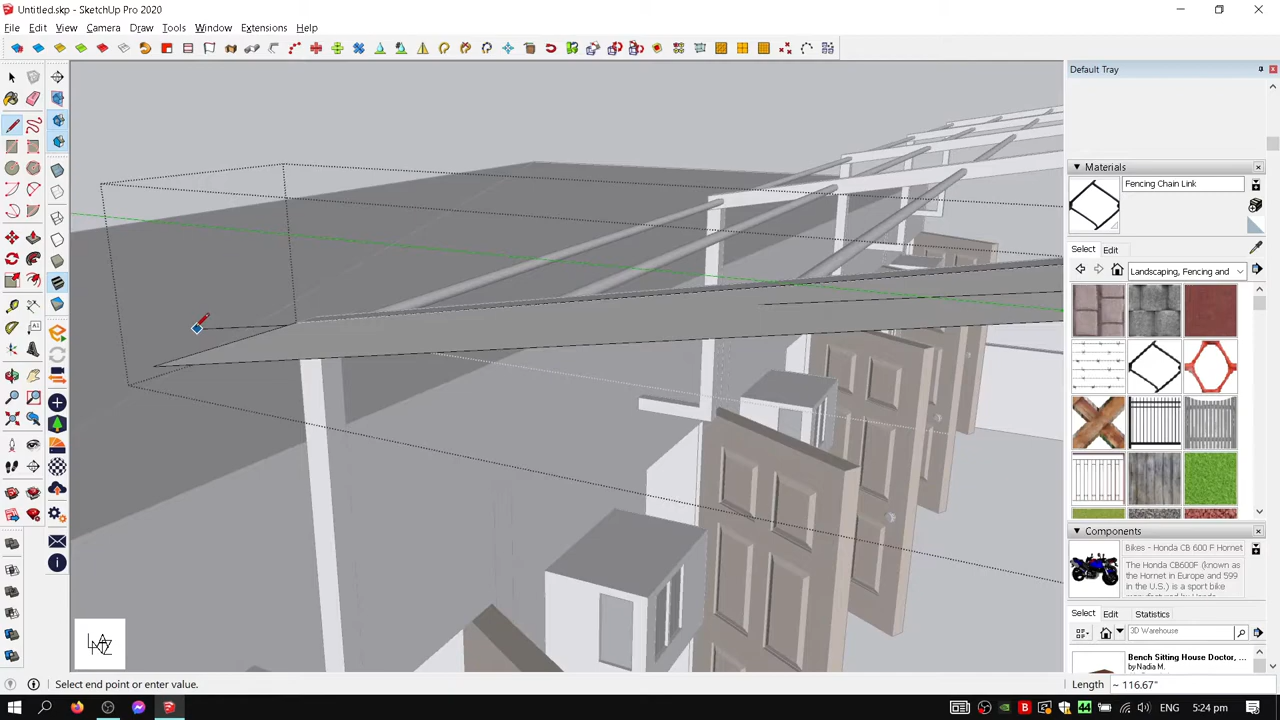 Untitled.skp - SketchUp Pro 2020
File Edit View Camera Draw Tools Window Extensions Help
Default Tray
Materials
Fencing Chain Link
Select Edit
Landscaping, Fencing and
Components
Bikes - Honda CB 600 F Hornet
The Honda CB600F (known as
the Hornet in Europe and 599
in the U.S.) is a sport bike
Select Edit Statistics
3D Warehouse
Bench Sitting House Doctor, ...
by Nadia M.
Select end point or enter value.
Length ~ 116.67"
44 ENG 5:24 pm